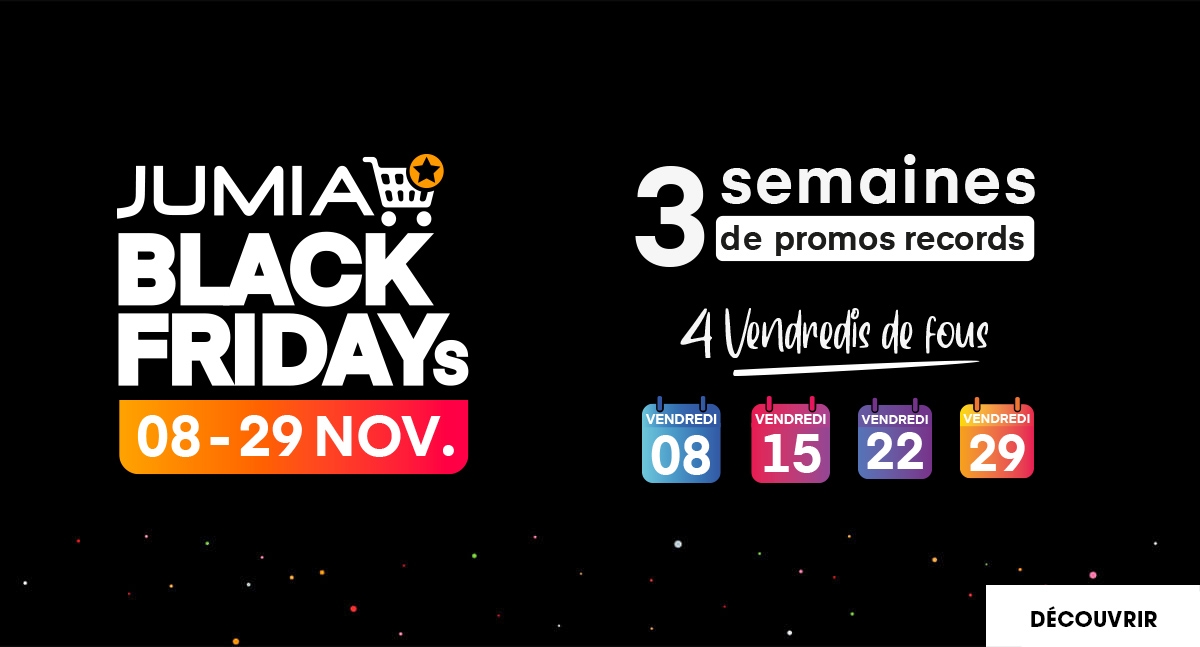 JUMIA
BLACK
FRIDAYs
08 - 29 NOV.
3 semaines
de promos records
4 Vendredis de fous
VENDREDI
08
VENDREDI
15
VENDREDI
22
VENDREDI
29
DÉCOUVRIR